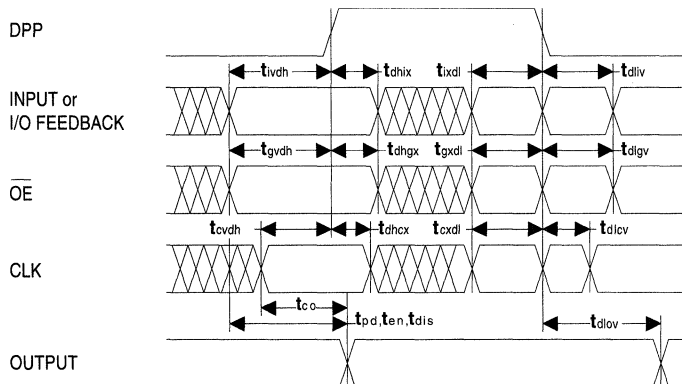 DPP
tivdh tdhix tixdl tdliv
INPUT or
I/O FEEDBACK
tgvdh tdhgx tgxdl tdlgv
OE
tcvdh tdhcx tcxdl tdlcv
CLK
tco
tpd,ten,tdis tdlov
OUTPUT